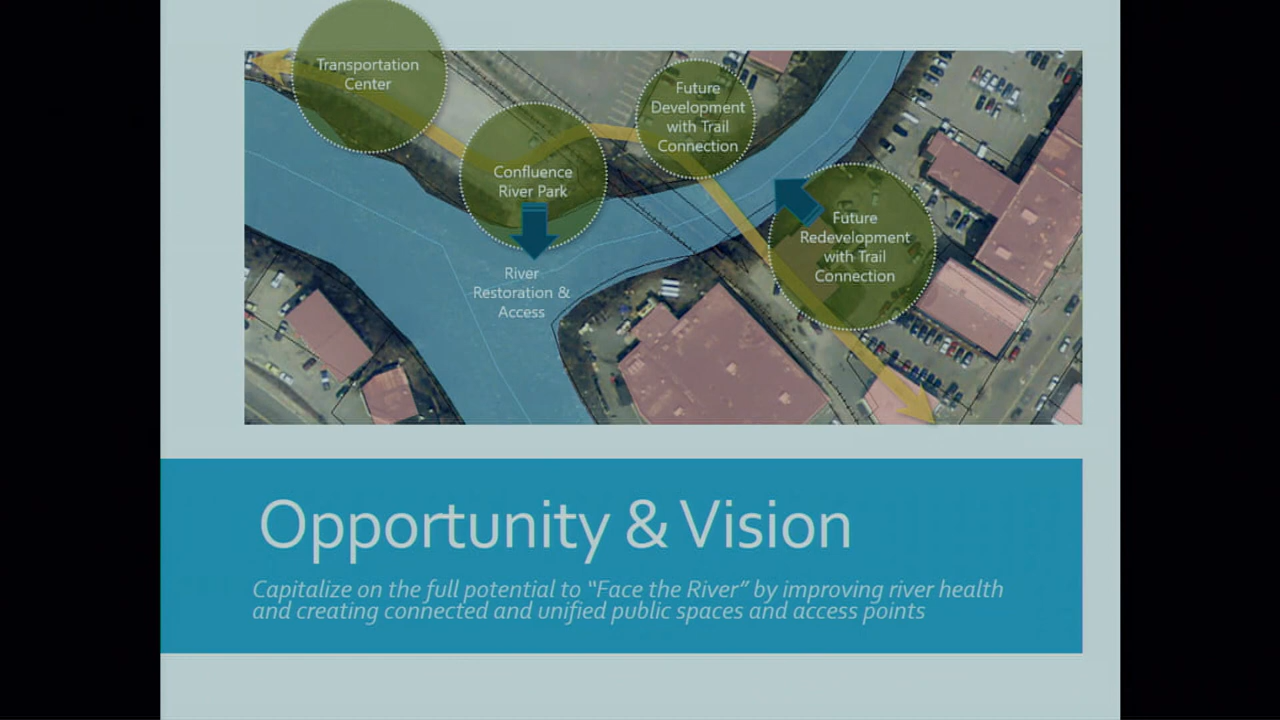 Transportation
Center
Future
Development
with Trail
Connection
Confluence
River Park
Future
Redevelopment
with Trail
Connection
River
Restoration &
Access
Opportunity & Vision
Capitalize on the full potential to “Face the River” by improving river health
and creating connected and unified public spaces and access points